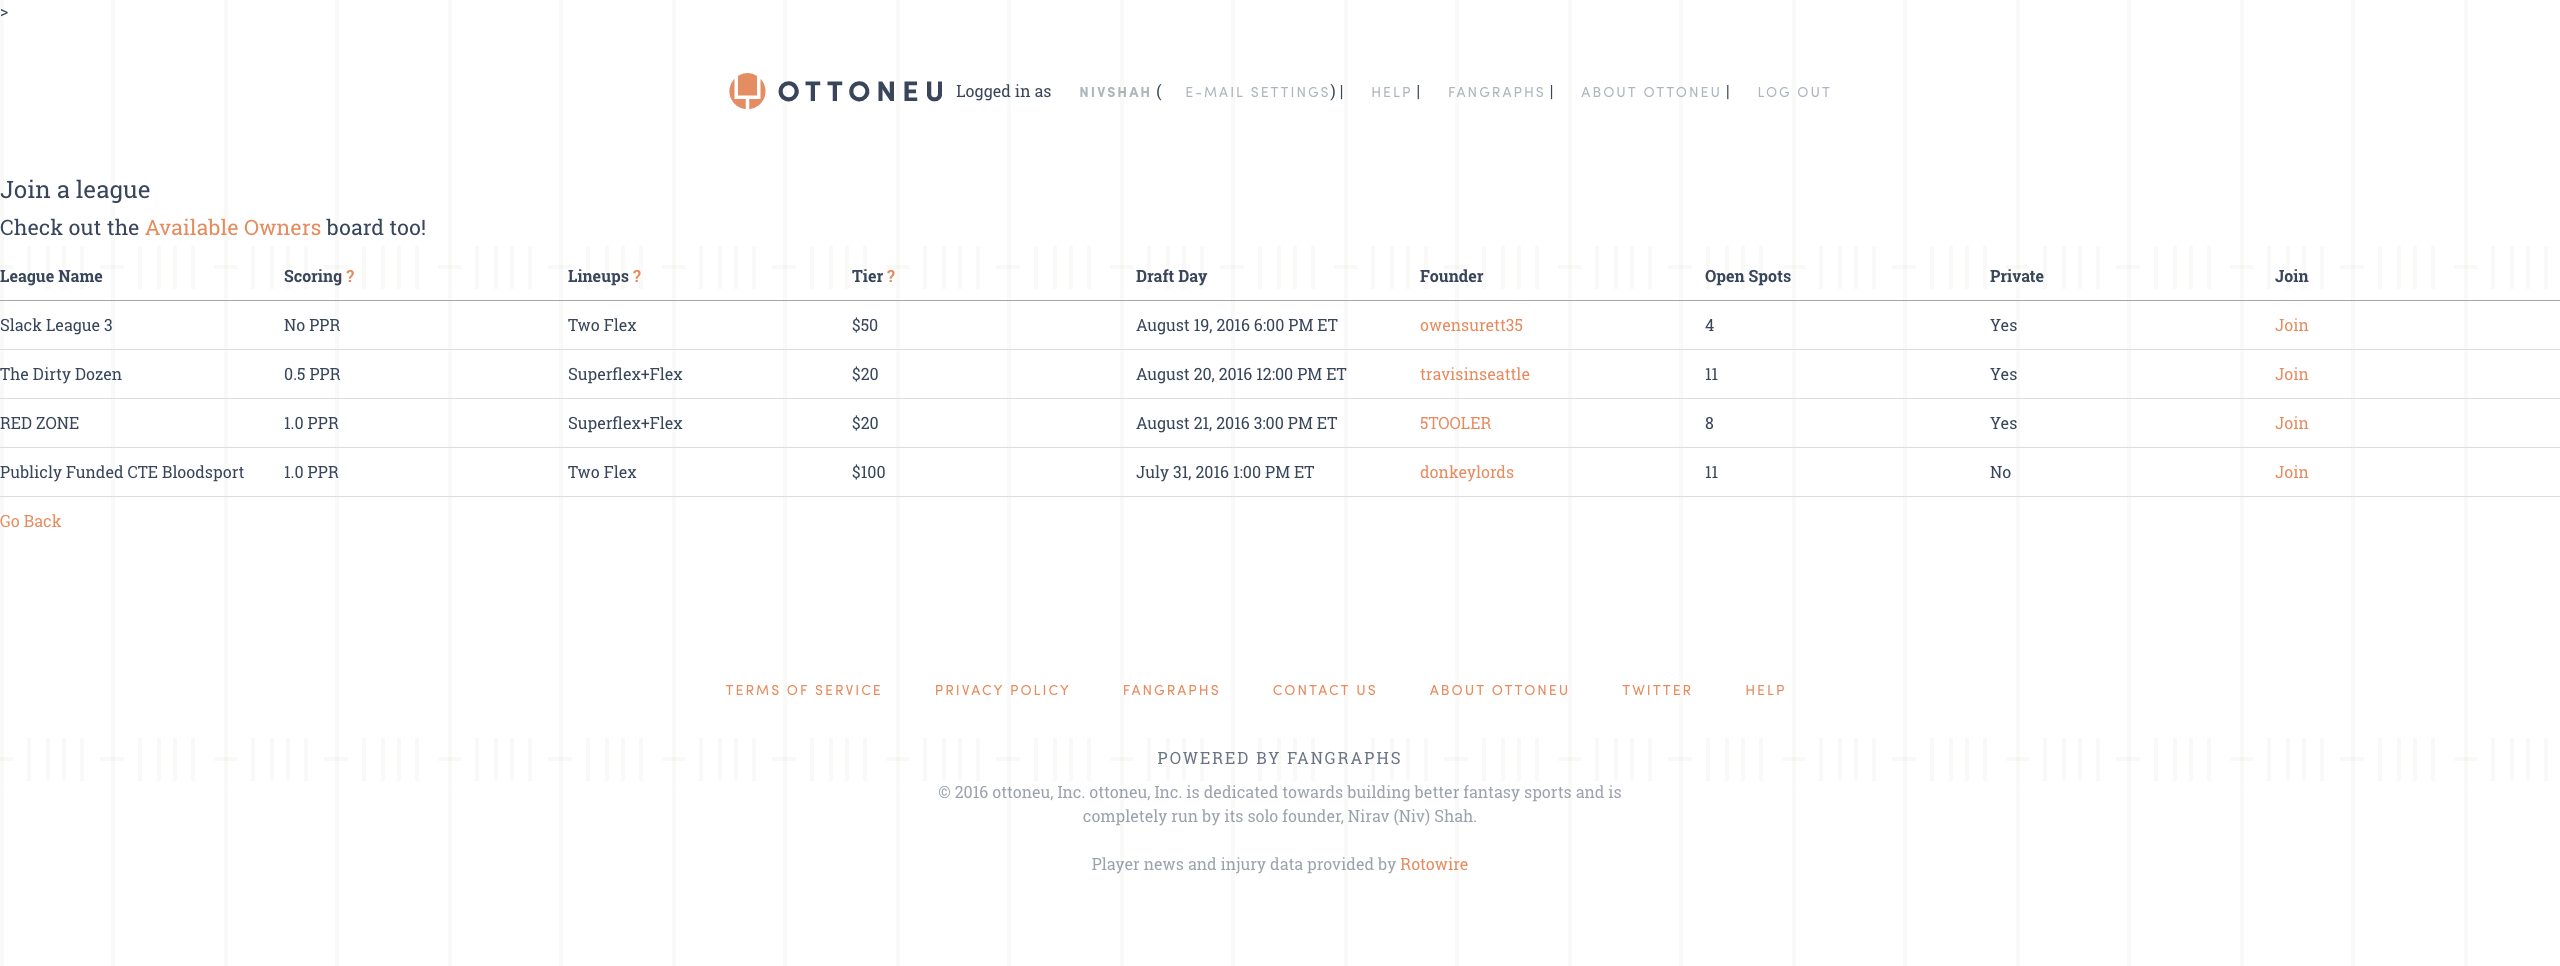 >
OTTONEU Logged in as NIVSHAH ( E-MAIL SETTINGS) | HELP | FANGRAPHS | ABOUT OTTONEU | LOG OUT
Join a league
Check out the Available Owners board too!
League Name Scoring ? Lineups ? Tier ? Draft Day Founder Open Spots Private Join
Slack League 3 No PPR Two Flex $50 August 19, 2016 6:00 PM ET owensurett35 4 Yes Join
The Dirty Dozen 0.5 PPR Superflex+Flex $20 August 20, 2016 12:00 PM ET travisinseattle 11 Yes Join
RED ZONE 1.0 PPR Superflex+Flex $20 August 21, 2016 3:00 PM ET 5TOOLER 8 Yes Join
Publicly Funded CTE Bloodsport 1.0 PPR Two Flex $100 July 31, 2016 1:00 PM ET donkeylords 11 No Join
Go Back
TERMS OF SERVICE PRIVACY POLICY FANGRAPHS CONTACT US ABOUT OTTONEU TWITTER HELP
POWERED BY FANGRAPHS
© 2016 ottoneu, Inc. ottoneu, Inc. is dedicated towards building better fantasy sports and is
completely run by its solo founder, Nirav (Niv) Shah.
Player news and injury data provided by Rotowire